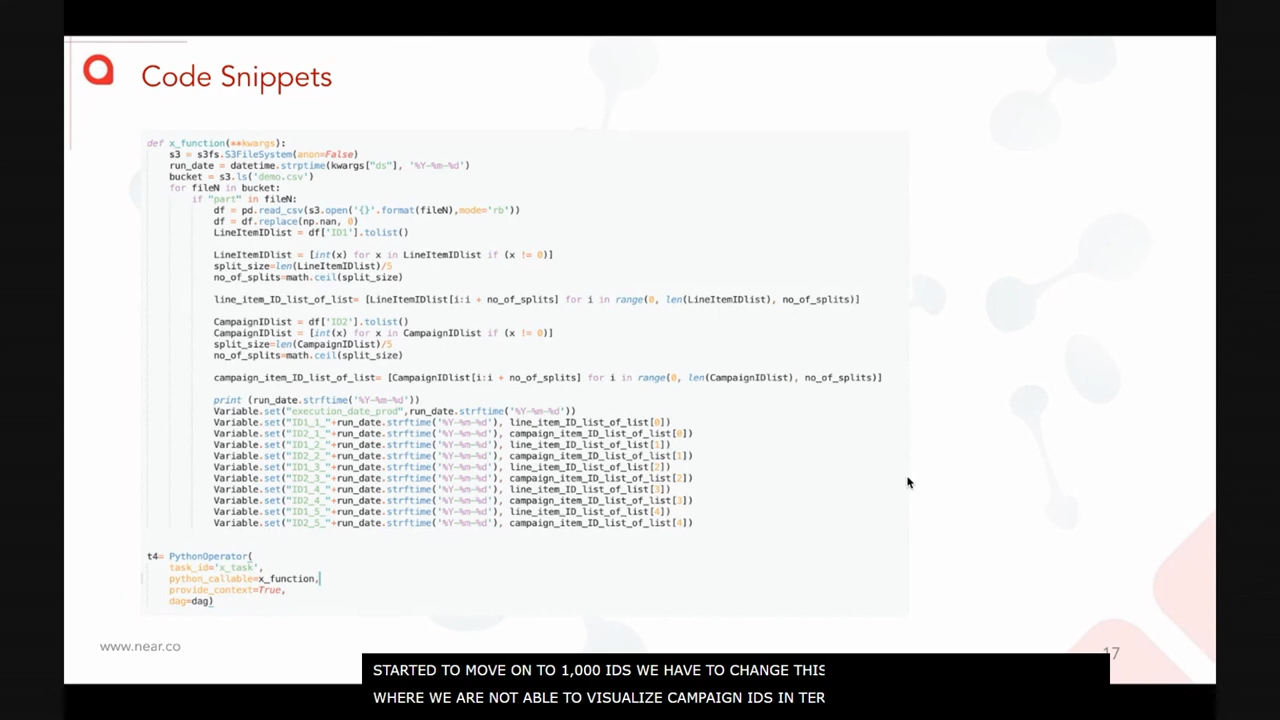 Code Snippets
def x_function(**kwargs):
s3 = s3fs.S3FileSystem(anon=False)
run_date = datetime.strptime(kwargs["ds"], '%Y-%m-%d')
bucket = s3.ls('demo.csv')
for fileN in bucket:
if "part" in fileN:
df = pd.read_csv(s3.open('{}'.format(fileN),mode='rb'))
df = df.replace(np.nan, 0)
LineItemIDlist = df['ID1'].tolist()
LineItemIDlist = [int(x) for x in LineItemIDlist if (x != 0)]
split_size=len(LineItemIDlist)/5
no_of_splits=math.ceil(split_size)
line_item_ID_list_of_list= [LineItemIDlist[i:i + no_of_splits] for i in range(0, len(LineItemIDlist), no_of_splits)]
CampaignIDlist = df['ID2'].tolist()
CampaignIDlist = [int(x) for x in CampaignIDlist if (x != 0)]
split_size=len(CampaignIDlist)/5
no_of_splits=math.ceil(split_size)
campaign_item_ID_list_of_list= [CampaignIDlist[i:i + no_of_splits] for i in range(0, len(CampaignIDlist), no_of_splits)]
print (run_date.strftime('%Y-%m-%d'))
Variable.set("execution_date_prod",run_date.strftime('%Y-%m-%d'))
Variable.set("ID1_1_"+run_date.strftime('%Y-%m-%d'), line_item_ID_list_of_list[0])
Variable.set("ID2_1_"+run_date.strftime('%Y-%m-%d'), campaign_item_ID_list_of_list[0])
Variable.set("ID1_2_"+run_date.strftime('%Y-%m-%d'), line_item_ID_list_of_list[1])
Variable.set("ID2_2_"+run_date.strftime('%Y-%m-%d'), campaign_item_ID_list_of_list[1])
Variable.set("ID1_3_"+run_date.strftime('%Y-%m-%d'), line_item_ID_list_of_list[2])
Variable.set("ID2_3_"+run_date.strftime('%Y-%m-%d'), campaign_item_ID_list_of_list[2])
Variable.set("ID1_4_"+run_date.strftime('%Y-%m-%d'), line_item_ID_list_of_list[3])
Variable.set("ID2_4_"+run_date.strftime('%Y-%m-%d'), campaign_item_ID_list_of_list[3])
Variable.set("ID1_5_"+run_date.strftime('%Y-%m-%d'), line_item_ID_list_of_list[4])
Variable.set("ID2_5_"+run_date.strftime('%Y-%m-%d'), campaign_item_ID_list_of_list[4])
t4= PythonOperator(
task_id='x_task',
python_callable=x_function,
provide_context=True,
dag=dag)
www.near.co
17
STARTED TO MOVE ON TO 1,000 IDS WE HAVE TO CHANGE THIS
WHERE WE ARE NOT ABLE TO VISUALIZE CAMPAIGN IDS IN TER